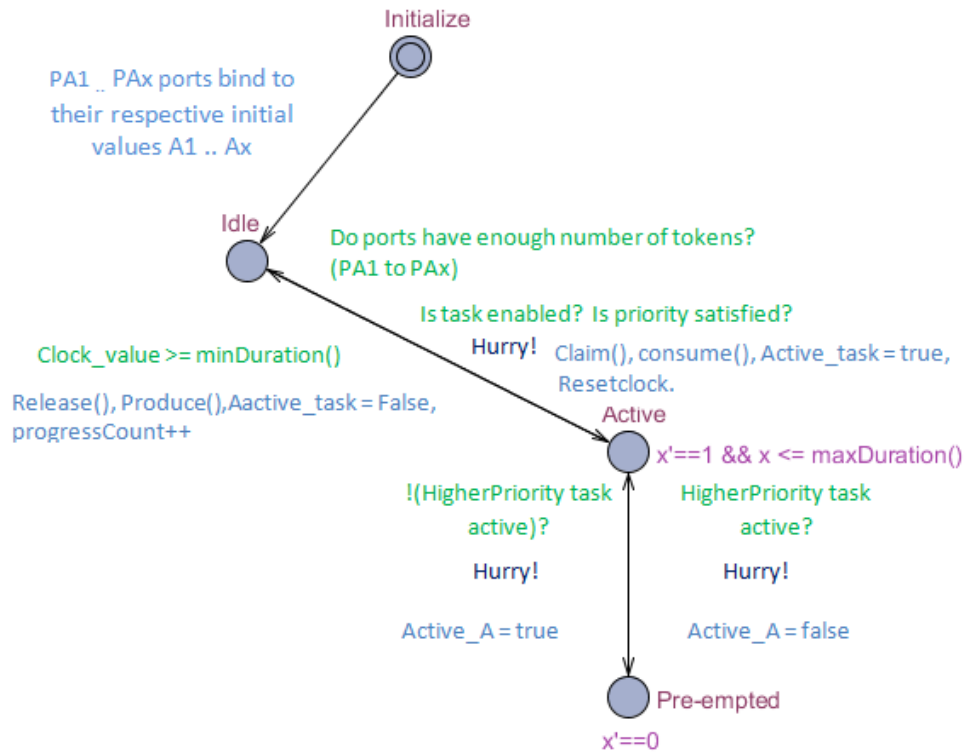 Initialize
PA1 .. PAx ports bind to
their respective initial
values A1 .. Ax
Idle
Do ports have enough number of tokens?
(PA1 to PAx)
Is task enabled? Is priority satisfied?
Clock_value >= minDuration()
Hurry!
Claim(), consume(), Active_task = true,
Resetclock.
Release(), Produce(),Aactive_task = False,
progressCount++
Active
x'==1 && x <= maxDuration()
!(HigherPriority task
active)?
HigherPriority task
active?
Hurry!
Hurry!
Active_A = true
Active_A = false
Pre-empted
x'==0